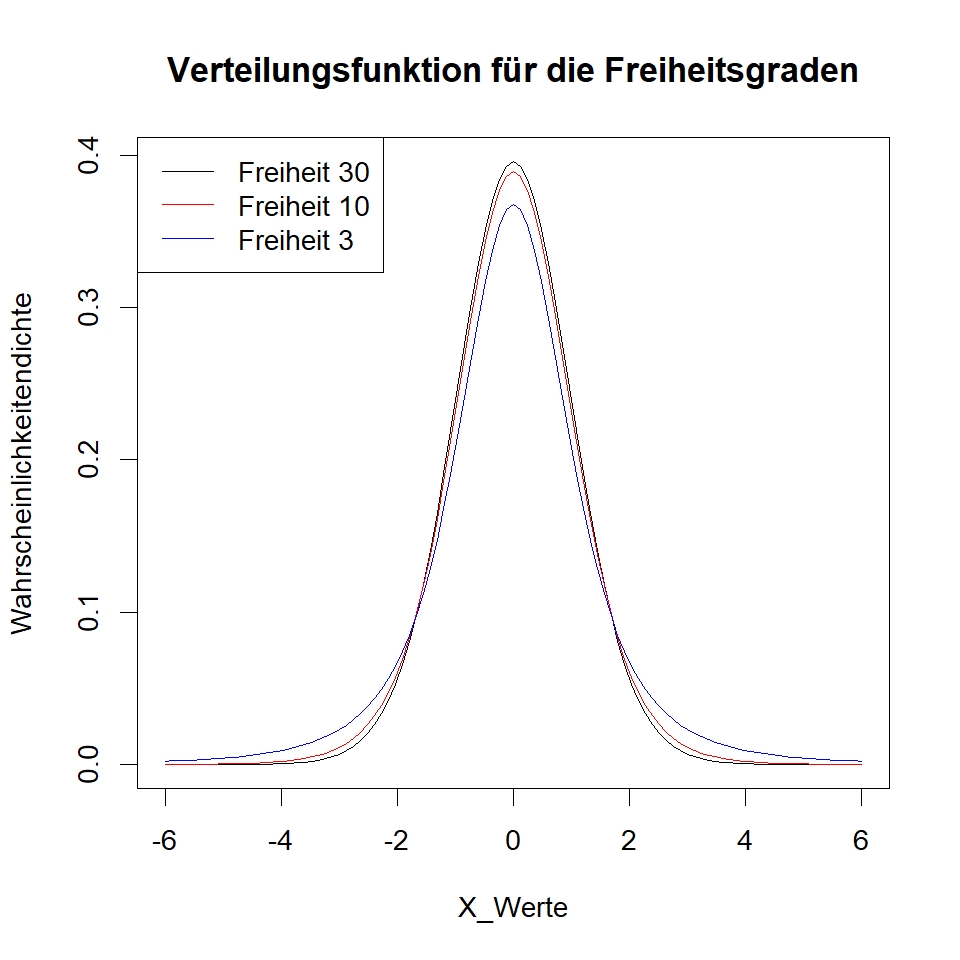 Verteilungsfunktion für die Freiheitsgraden
Freiheit 30
Freiheit 10
Freiheit 3
Wahrscheinlichkeitendichte
0.4
0.3
0.2
0.1
0.0
-6 -4 -2 0 2 4 6
X_Werte